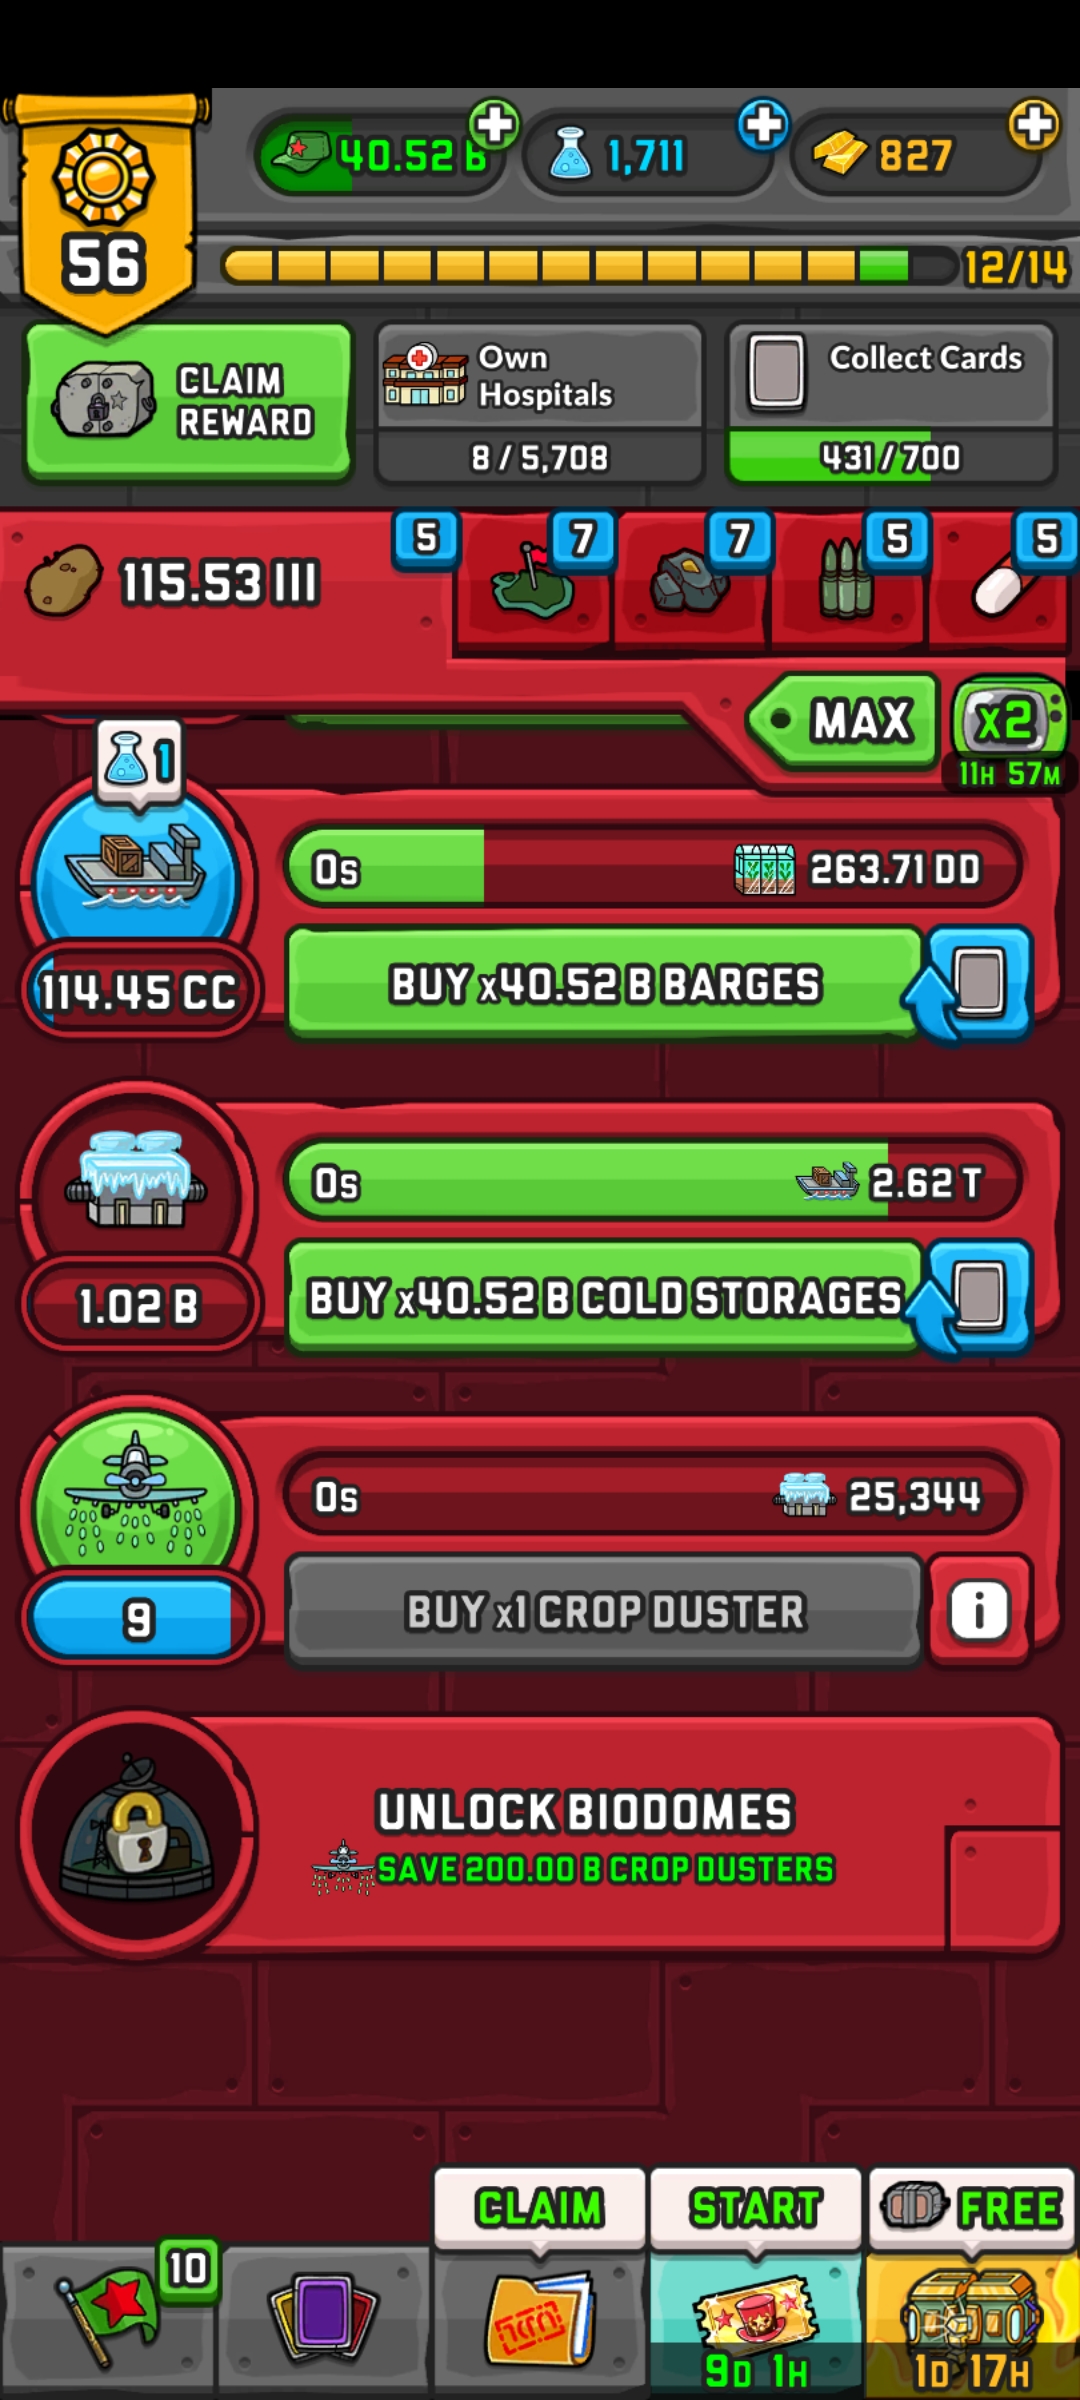 40.52 B
1,711
827
56
12/14
CLAIM
REWARD
Own
Hospitals
8 / 5,708
Collect Cards
431/700
115.53 III
5
7
7
5
5
MAX
x2
11H 57M
1
0s
263.71 DD
114.45 CC
BUY x40.52 B BARGES
0s
2.62 T
1.02 B
BUY x40.52 B COLD STORAGES
0s
25,344
9
BUY x1 CROP DUSTER
i
UNLOCK BIODOMES
SAVE 200.00 B CROP DUSTERS
CLAIM
START
FREE
10
9D 1H
1D 17H